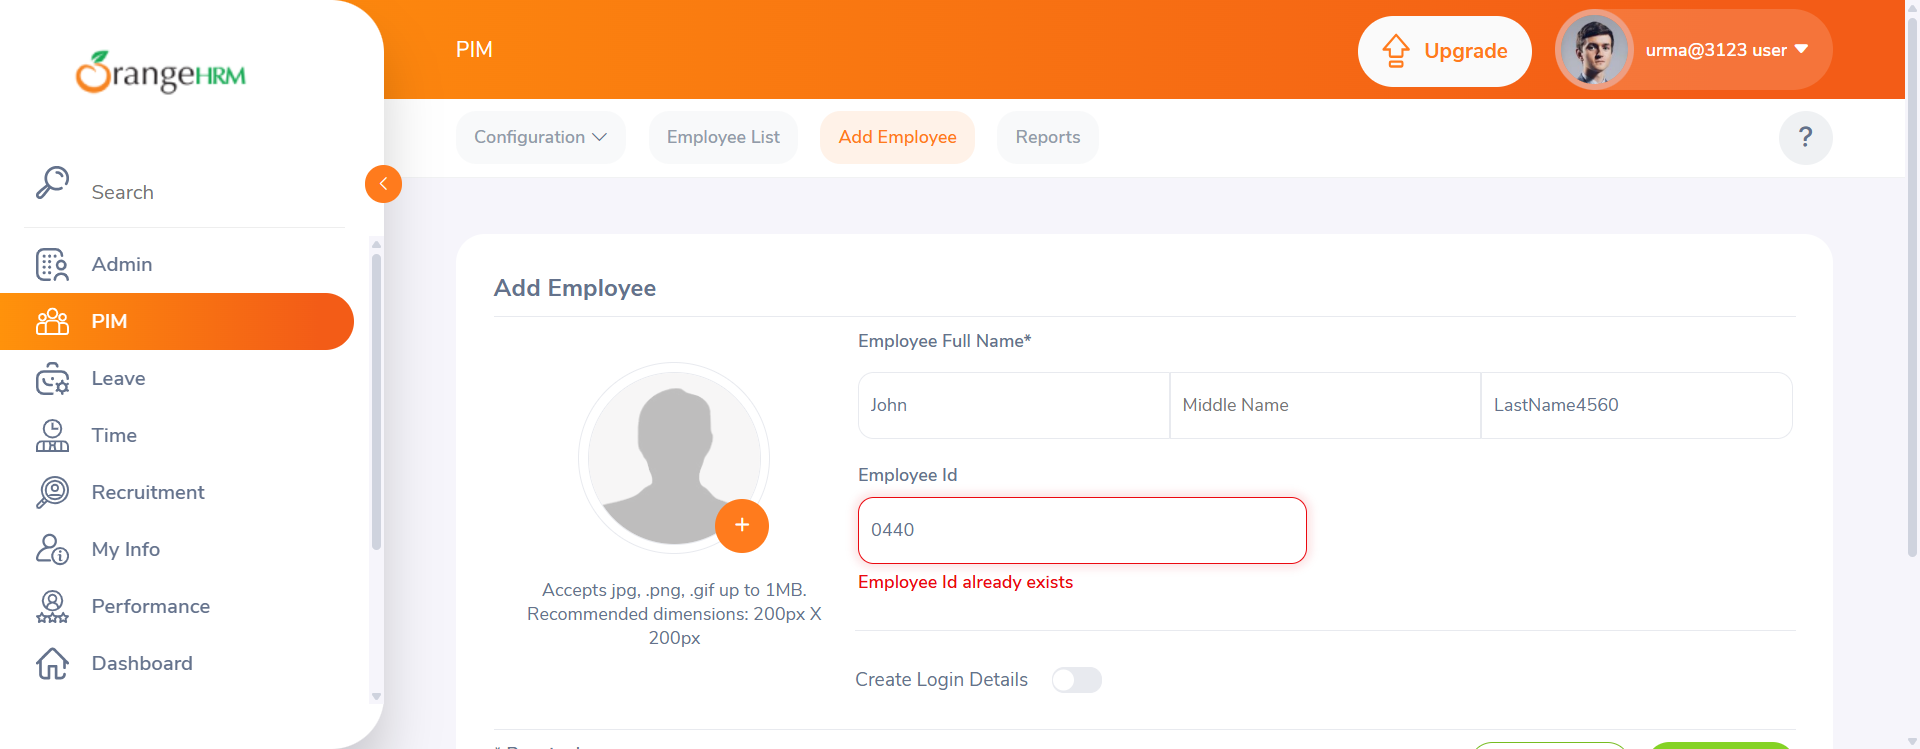 OrangeHRM
PIM
Upgrade
urma@3123 user
Configuration
Employee List
Add Employee
Reports
?
Search
Admin
PIM
Leave
Time
Recruitment
My Info
Performance
Dashboard
Add Employee
Employee Full Name*
John
Middle Name
LastName4560
Employee Id
0440
Employee Id already exists
Accepts jpg, .png, .gif up to 1MB.
Recommended dimensions: 200px X
200px
Create Login Details